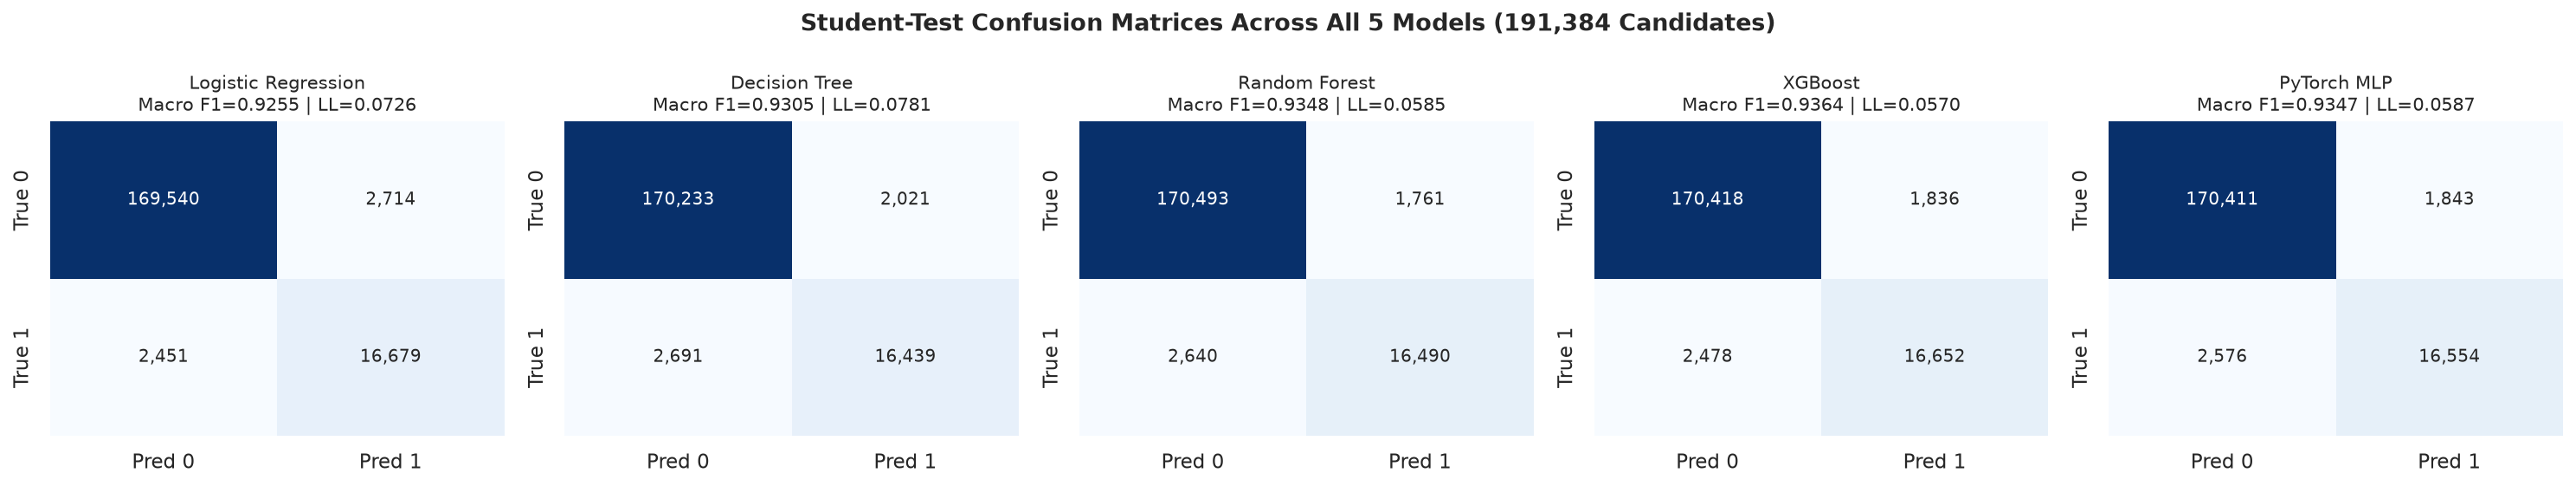 Student-Test Confusion Matrices Across All 5 Models (191,384 Candidates)
Logistic Regression
Macro F1=0.9255 | LL=0.0726
True 0
169,540
2,714
True 1
2,451
16,679
Pred 0
Pred 1
Decision Tree
Macro F1=0.9305 | LL=0.0781
True 0
170,233
2,021
True 1
2,691
16,439
Pred 0
Pred 1
Random Forest
Macro F1=0.9348 | LL=0.0585
True 0
170,493
1,761
True 1
2,640
16,490
Pred 0
Pred 1
XGBoost
Macro F1=0.9364 | LL=0.0570
True 0
170,418
1,836
True 1
2,478
16,652
Pred 0
Pred 1
PyTorch MLP
Macro F1=0.9347 | LL=0.0587
True 0
170,411
1,843
True 1
2,576
16,554
Pred 0
Pred 1